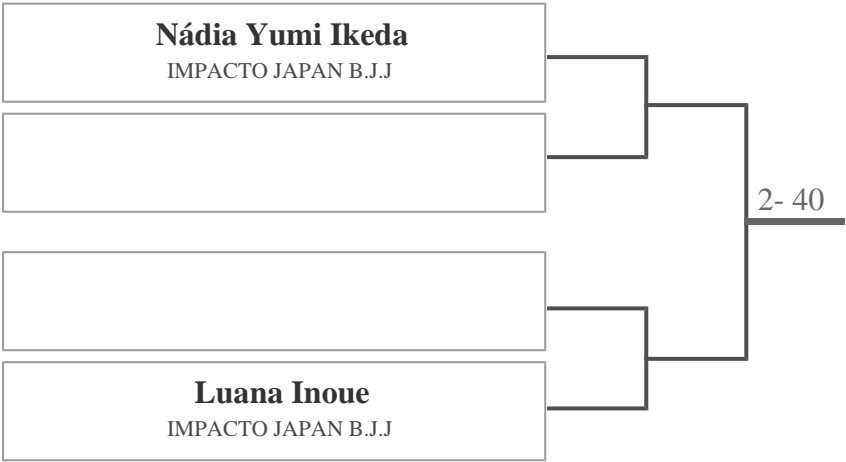 Nádia Yumi Ikeda
IMPACTO JAPAN B.J.J
2- 40
Luana Inoue
IMPACTO JAPAN B.J.J